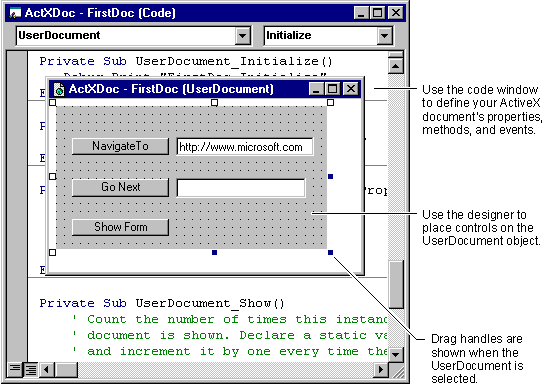 ActXDoc - FirstDoc (Code)
UserDocument
Initialize
Private Sub UserDocument_Initialize()
Debug.Print "FirstDoc Initialize"
ActXDoc - FirstDoc (UserDocument)
NavigateTo
http://www.microsoft.com
Go Next
Show Form
Private Sub UserDocument_Show()
' Count the number of times this instan
' document is shown. Declare a static va
' and increment it by one every time the
Use the code window
to define your ActiveX
document's properties,
methods, and events.
Use the designer to
place controls on the
UserDocument object.
Drag handles are
shown when the
UserDocument is
selected.